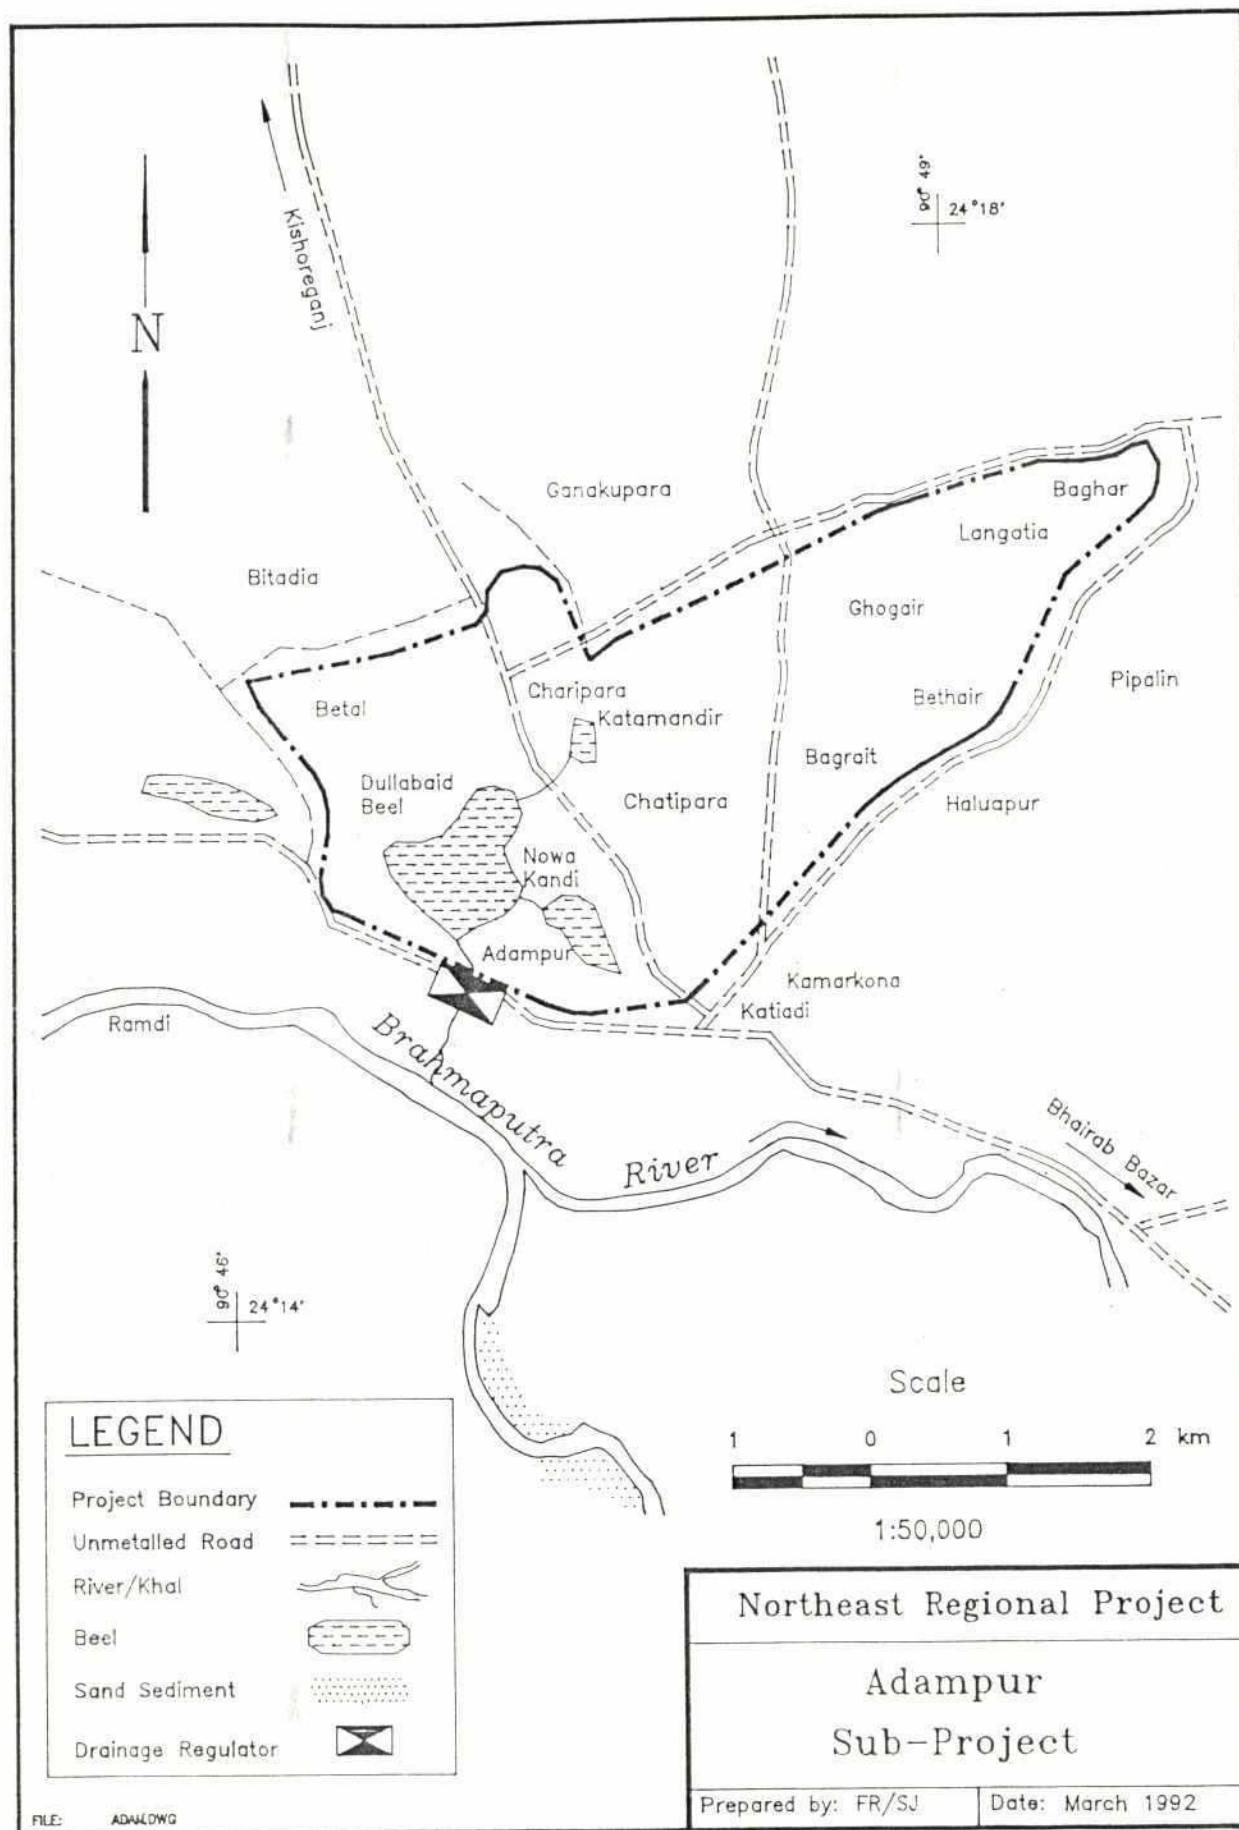 90° 49'
24°18'
Kishoreganj
N
Ganakupara
Baghar
Langatia
Bitadia
Ghogair
Charipara
Pipalin
Betal
Katamandir
Bethair
Bagrait
Dullabaid
Beel
Chatipara
Haluapur
Nowa
Kandi
Adampur
Kamarkona
Katiadi
Ramdi
Brahmaputra River
Bhairab Bazar
90° 46'
24°14'
Scale
1 0 1 2 km
1:50,000
LEGEND
Project Boundary
Unmetalled Road
River/Khal
Beel
Sand Sediment
Drainage Regulator
Northeast Regional Project
Adampur
Sub-Project
Prepared by: FR/SJ
Date: March 1992
FILE: